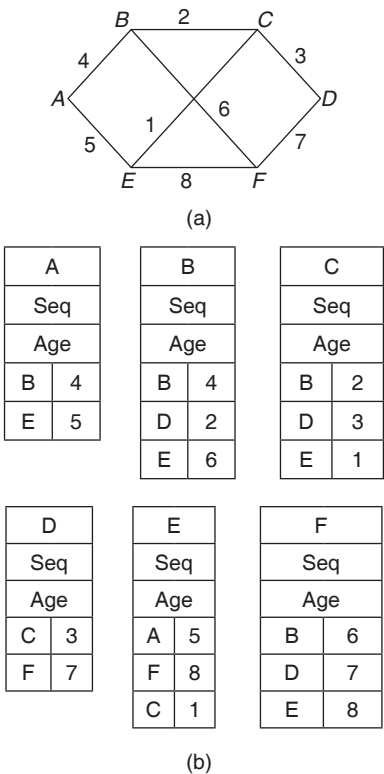 B 2 C
4 3
A 6 D
1
5 7
E 8 F
(a)
A B C
Seq Seq Seq
Age Age Age
B 4 B 4 B 2
E 5 D 2 D 3
E 6 E 1
D E F
Seq Seq Seq
Age Age Age
C 3 A 5 B 6
F 7 F 8 D 7
C 1 E 8
(b)